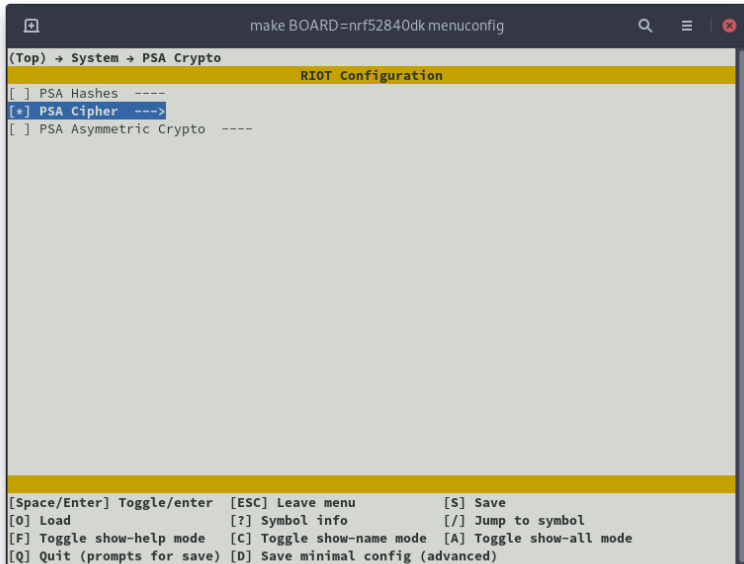 make BOARD=nrf52840dk menuconfig
(Top) → System → PSA Crypto
RIOT Configuration
[ ] PSA Hashes  ----
[*] PSA Cipher  --->
[ ] PSA Asymmetric Crypto  ----
[Space/Enter] Toggle/enter  [ESC] Leave menu            [S] Save
[O] Load                    [?] Symbol info             [/] Jump to symbol
[F] Toggle show-help mode   [C] Toggle show-name mode   [A] Toggle show-all mode
[Q] Quit (prompts for save) [D] Save minimal config (advanced)